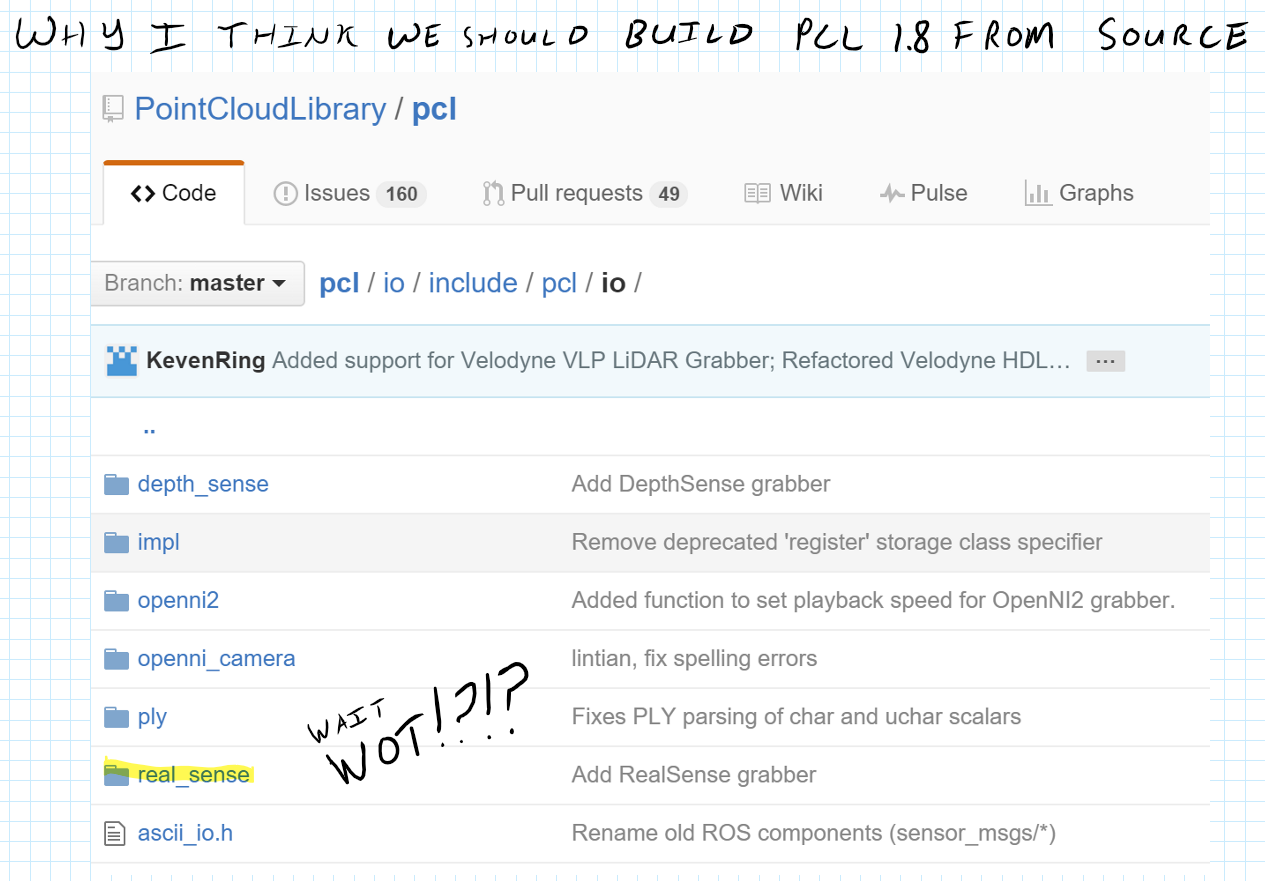 WHY I THINK WE SHOULD BUILD PCL 1.8 FROM SOURCE
PointCloudLibrary / pcl
Code Issues 160 Pull requests 49 Wiki Pulse Graphs
Branch: master pcl / io / include / pcl / io /
KevenRing Added support for Velodyne VLP LiDAR Grabber; Refactored Velodyne HDL… ...
..
depth_sense Add DepthSense grabber
impl Remove deprecated 'register' storage class specifier
openni2 Added function to set playback speed for OpenNI2 grabber.
openni_camera lintian, fix spelling errors
ply Fixes PLY parsing of char and uchar scalars
WAIT
WOT!?!?
real_sense Add RealSense grabber
ascii_io.h Rename old ROS components (sensor_msgs/*)